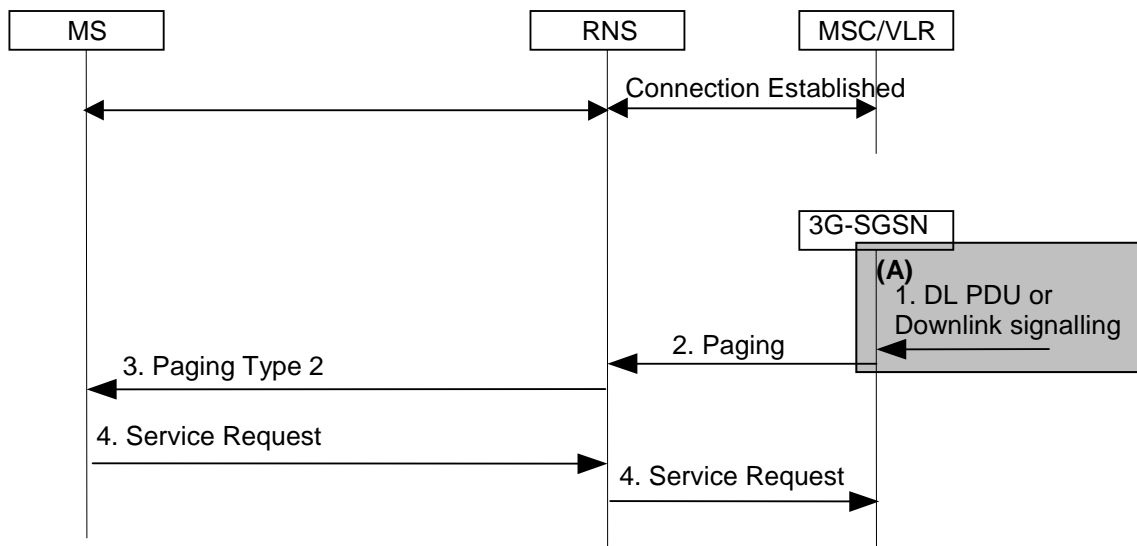 MS
RNS
MSC/VLR
Connection Established
3G-SGSN
(A)
1. DL PDU or
Downlink signalling
2. Paging
3. Paging Type 2
4. Service Request
4. Service Request